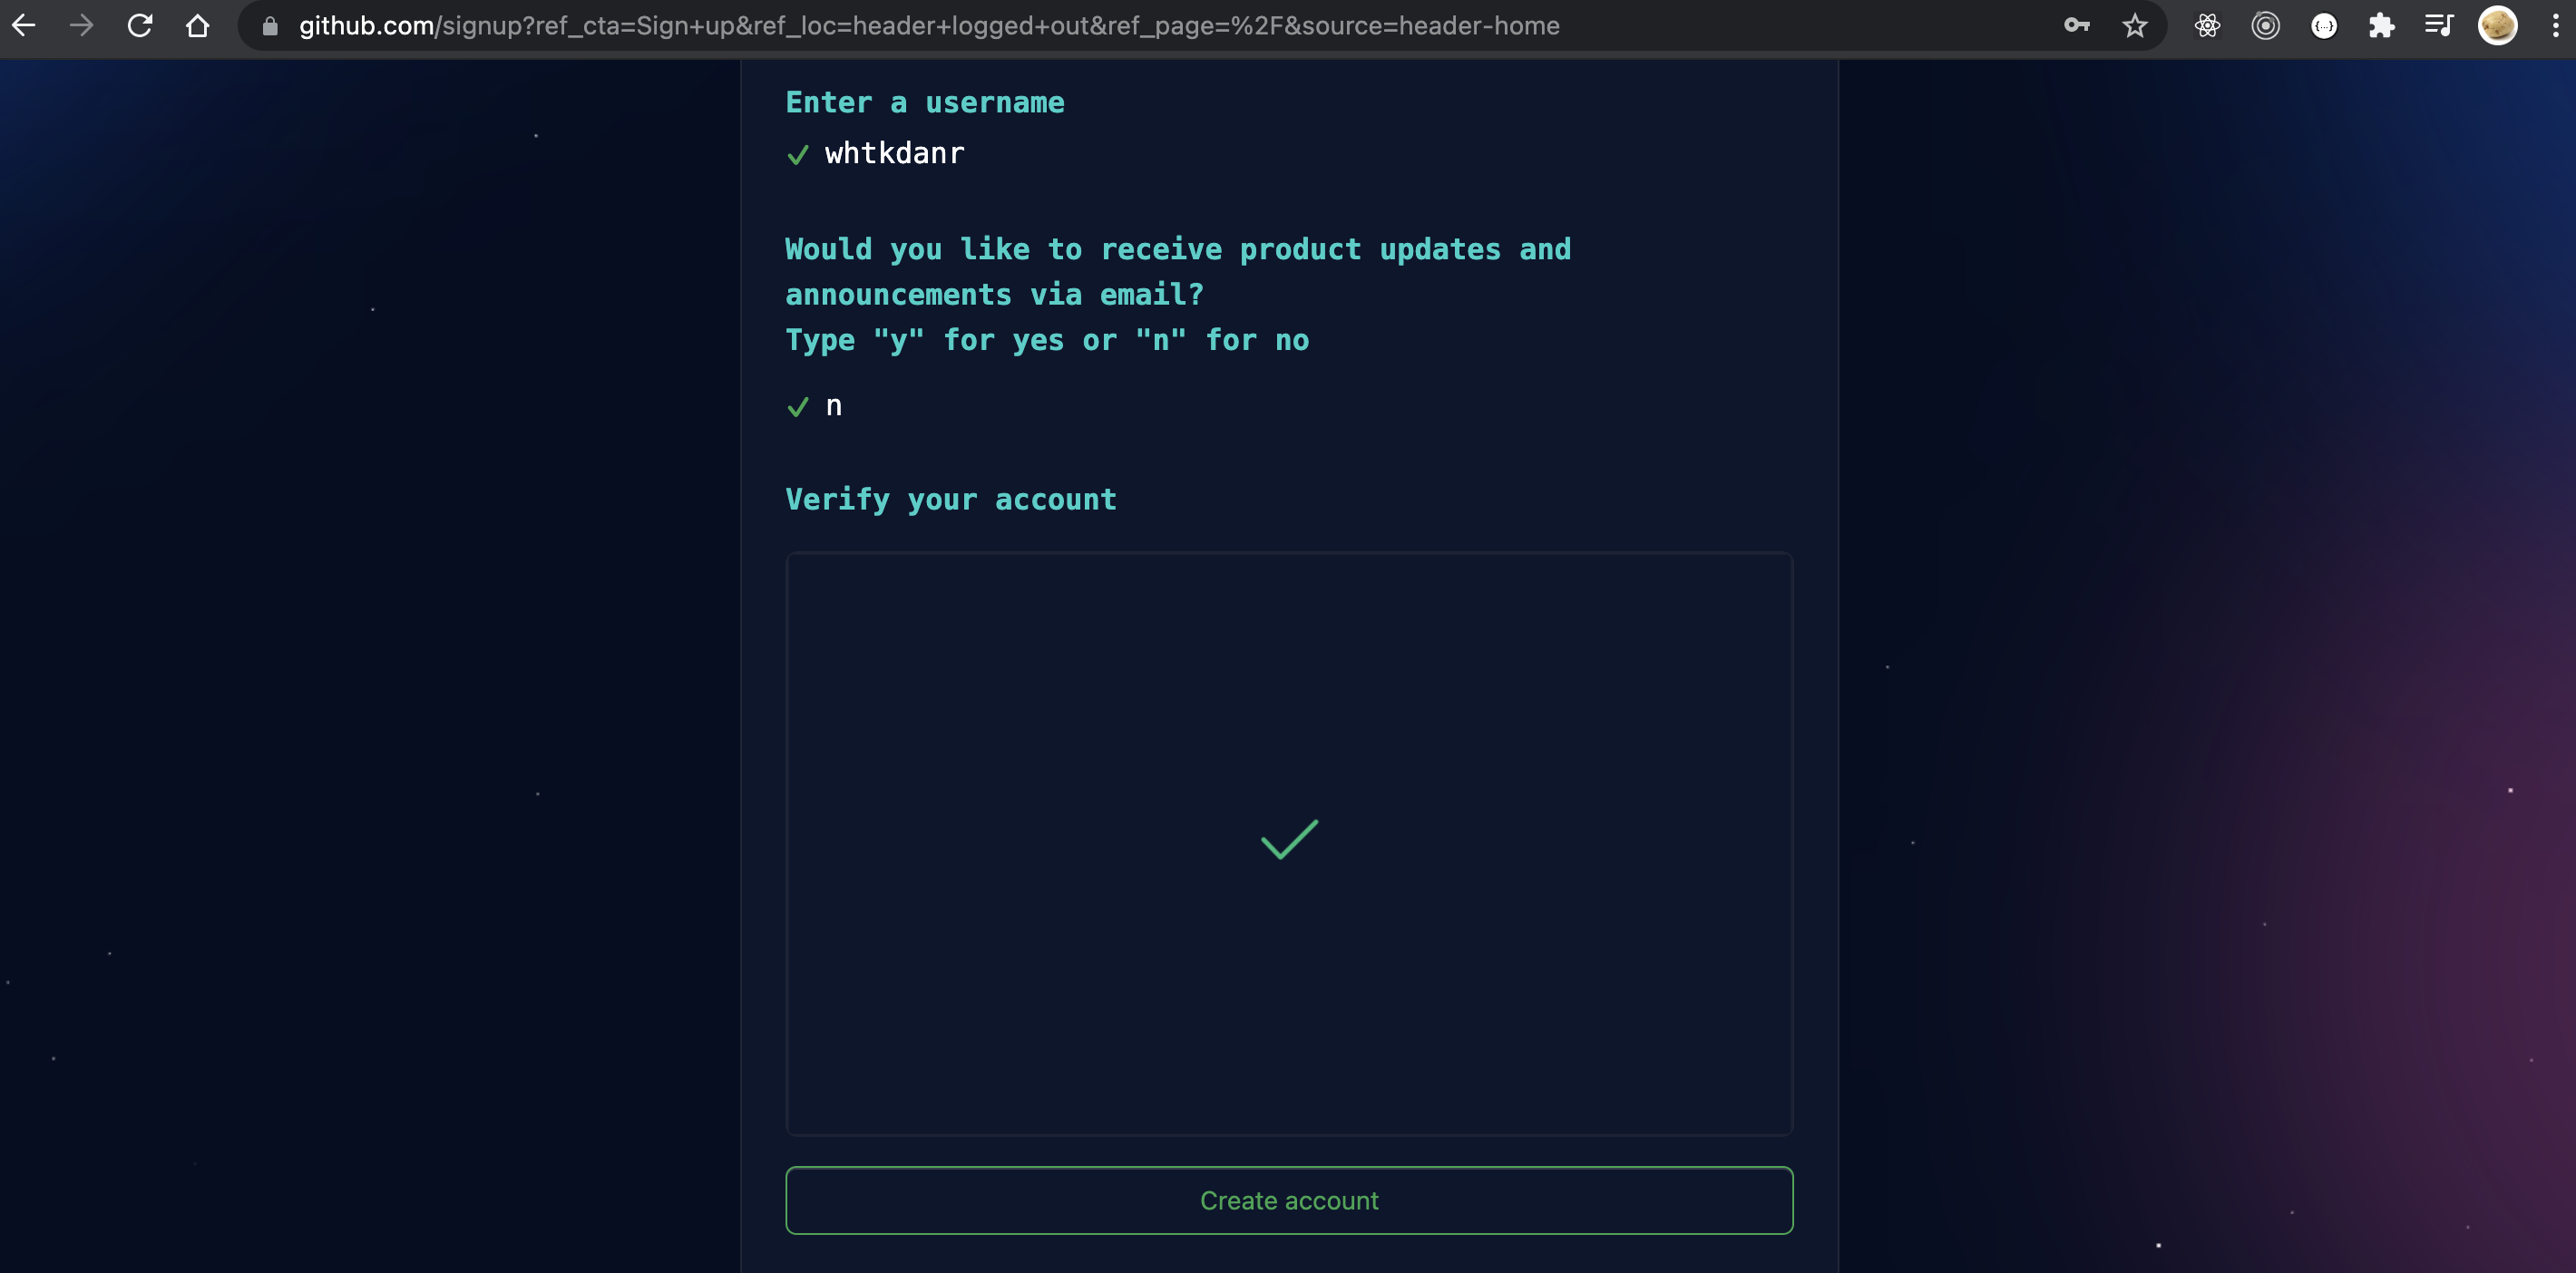 github.com/signup?ref_cta=Sign+up&ref_loc=header+logged+out&ref_page=%2F&source=header-home
Enter a username
whtkdanr
Would you like to receive product updates and
announcements via email?
Type "y" for yes or "n" for no
n
Verify your account
Create account